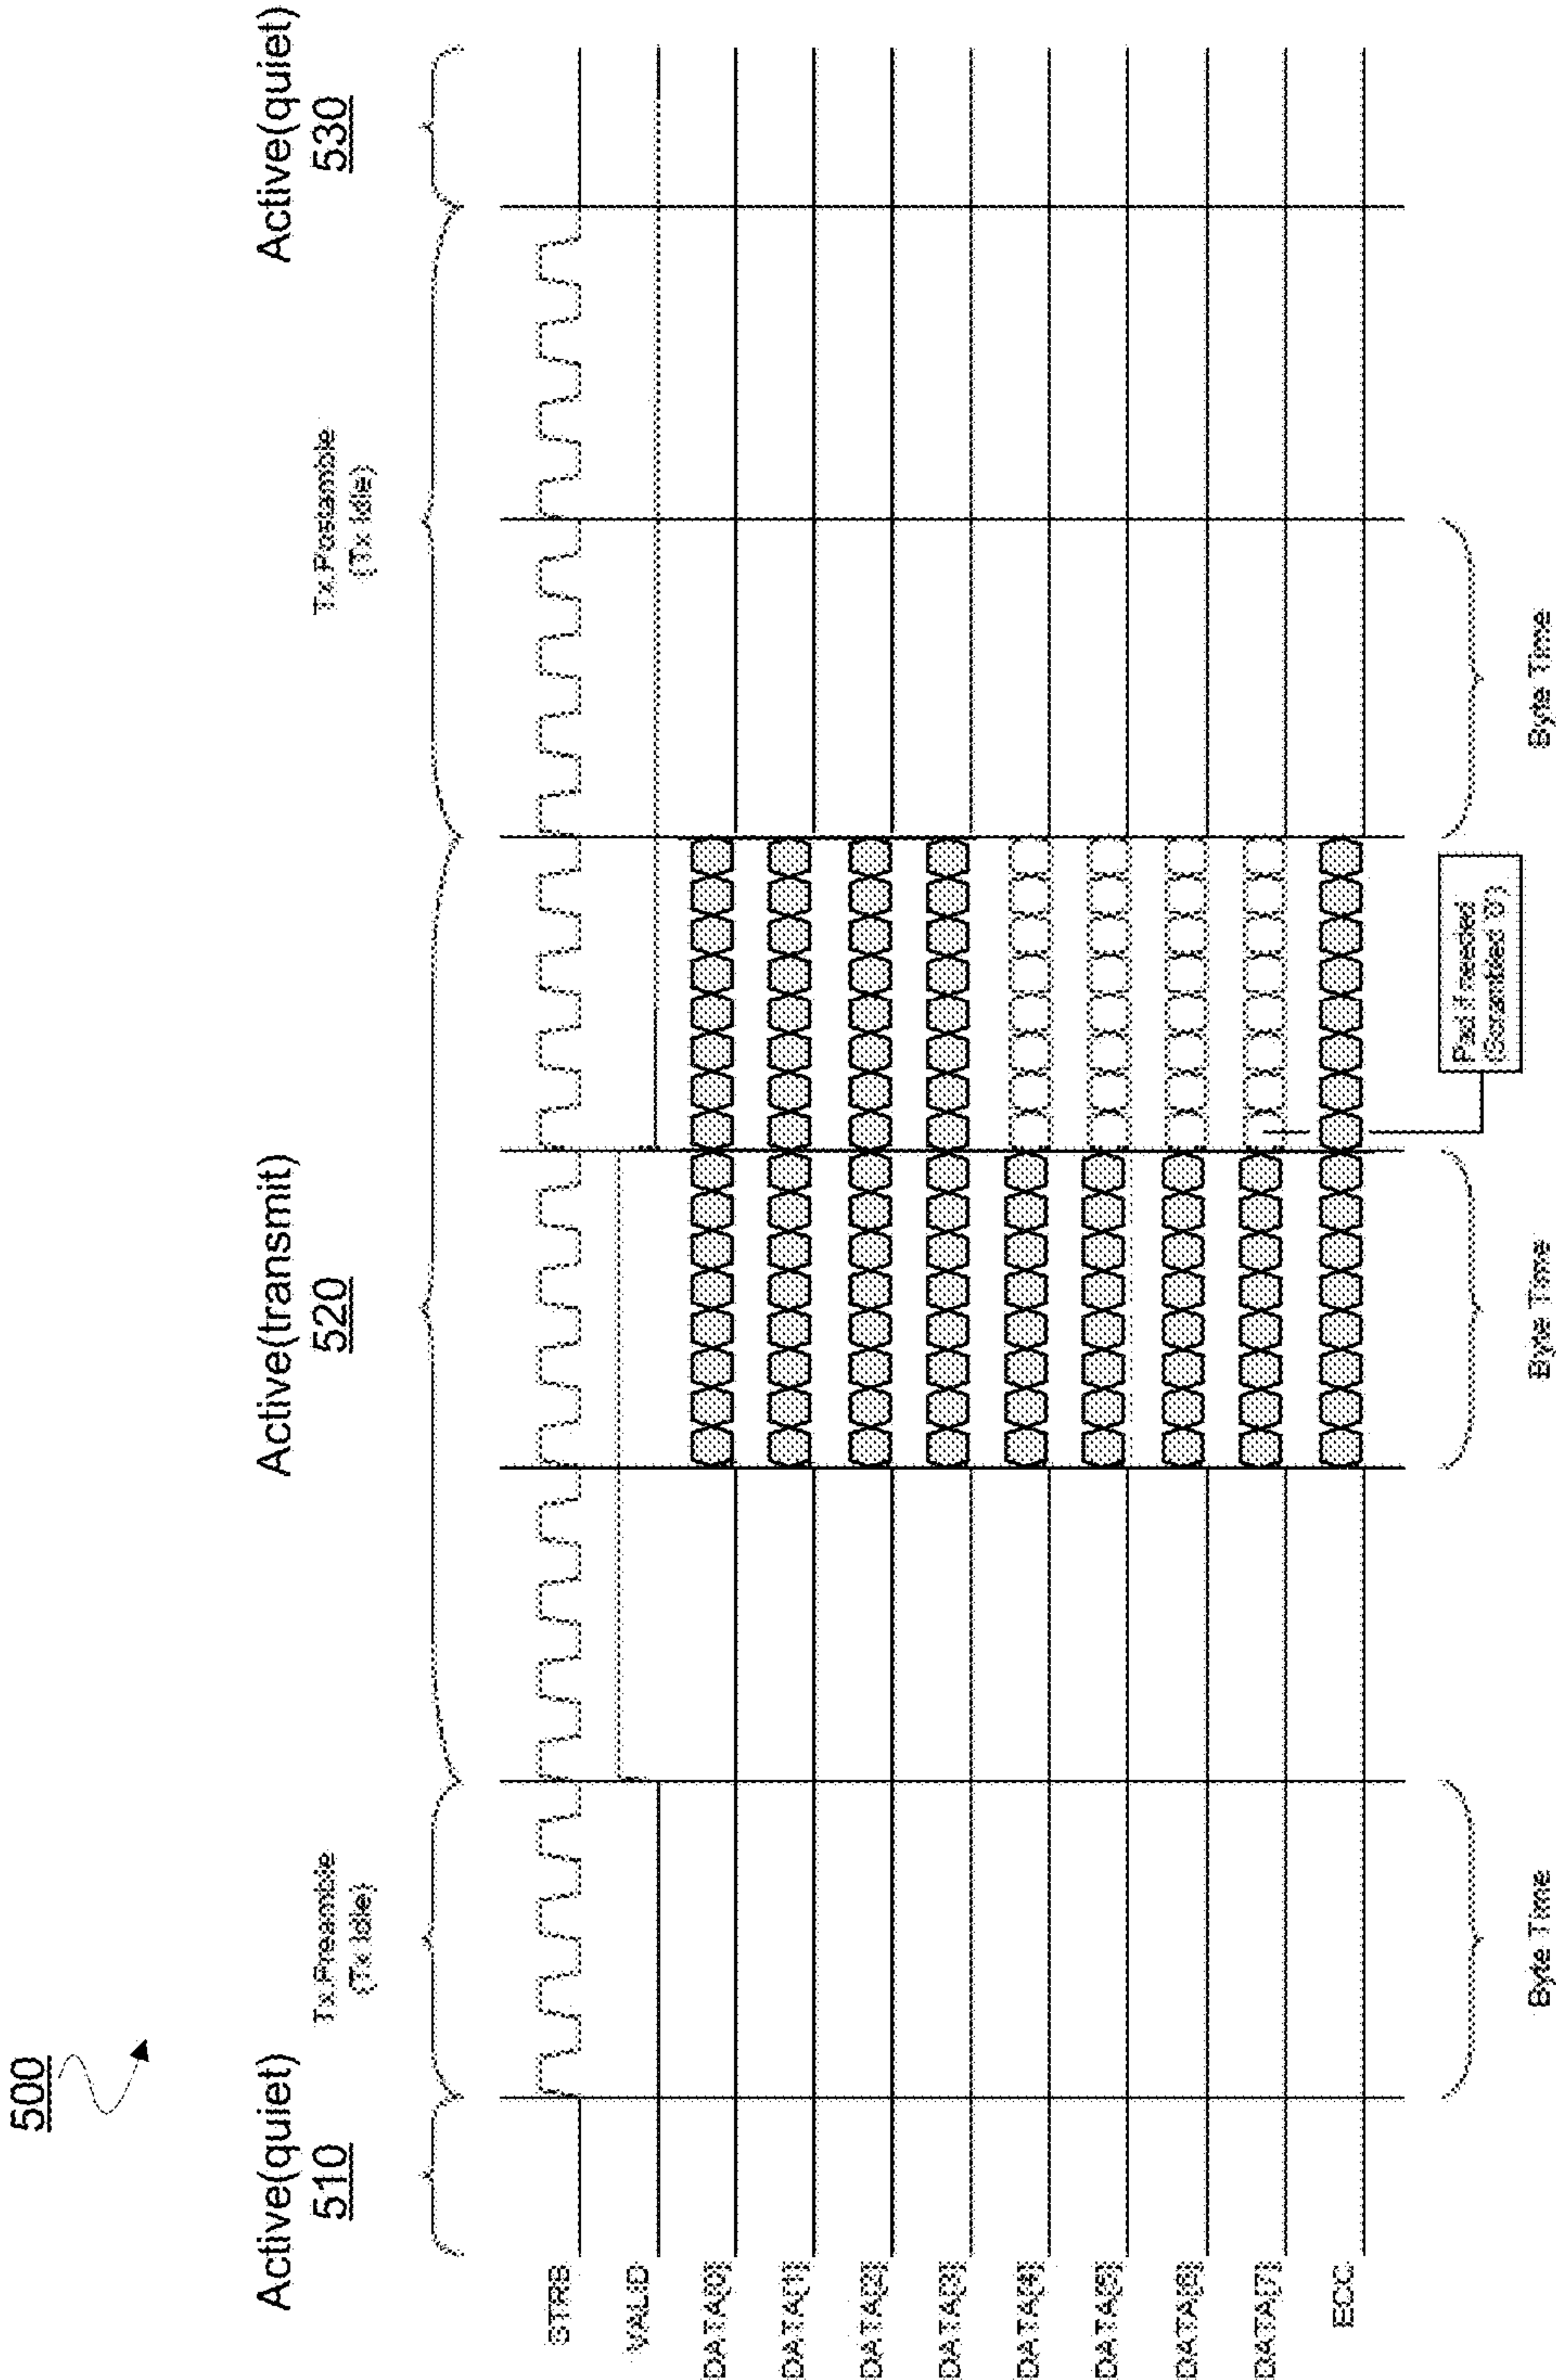 500
Active(quiet)
510
Tx Preamble
(Tx Idle)
Active(transmit)
520
Tx Postamble
(Tx Idle)
Active(quiet)
530
STRB
VALID
DATA[0]
DATA[1]
DATA[2]
DATA[3]
DATA[4]
DATA[5]
DATA[6]
DATA[7]
ECC
Pad if needed
(Scrambled '0')
Byte Time
Byte Time
Byte Time